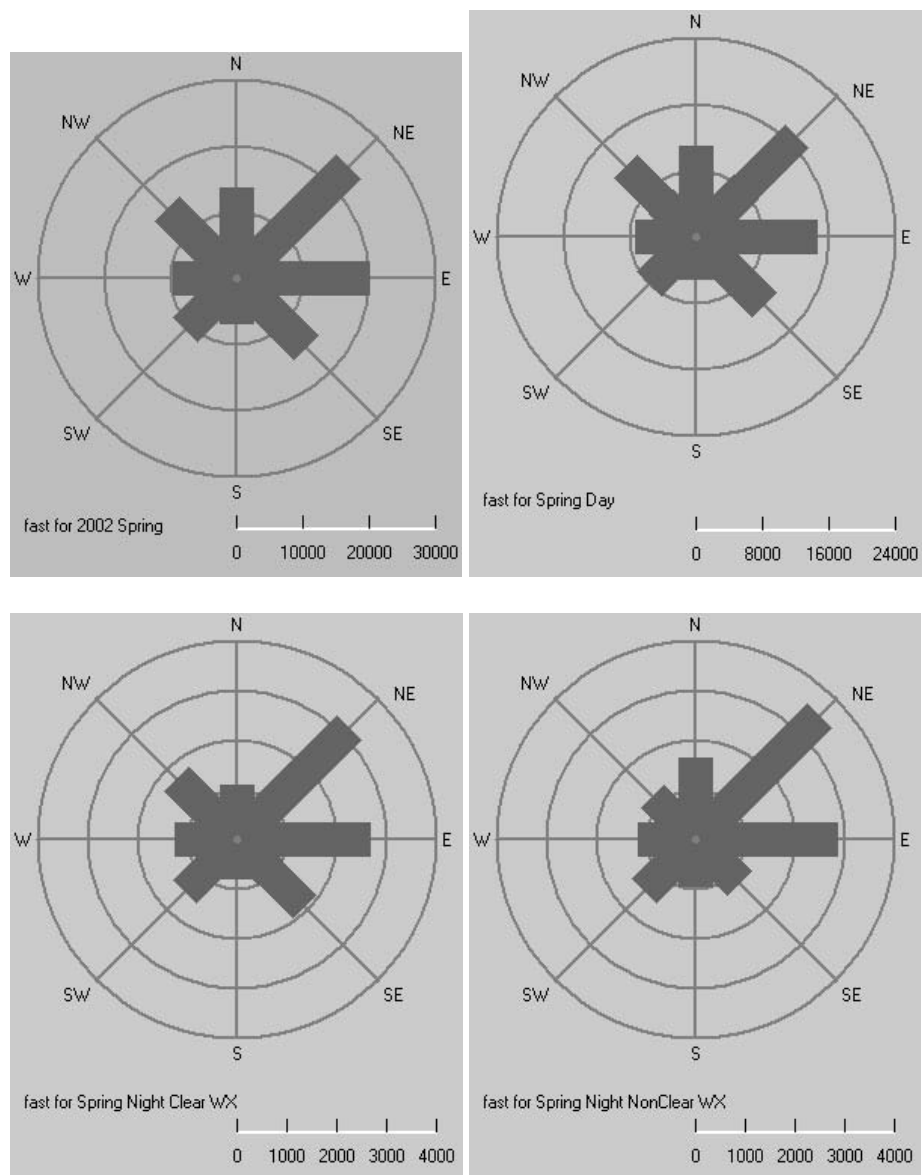 N
NW NE
W E
SW SE
S
fast for 2002 Spring
0 10000 20000 30000
N
NW NE
W E
SW SE
S
fast for Spring Day
0 8000 16000 24000
N
NW NE
W E
SW SE
S
fast for Spring Night Clear WX
0 1000 2000 3000 4000
N
NW NE
W E
SW SE
S
fast for Spring Night NonClear WX
0 1000 2000 3000 4000